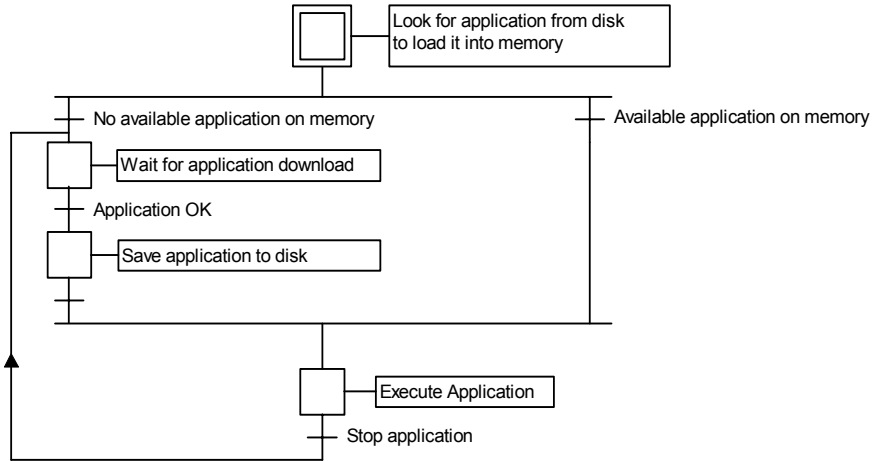 Look for application from disk
to load it into memory
No available application on memory
Available application on memory
Wait for application download
Application OK
Save application to disk
Execute Application
Stop application